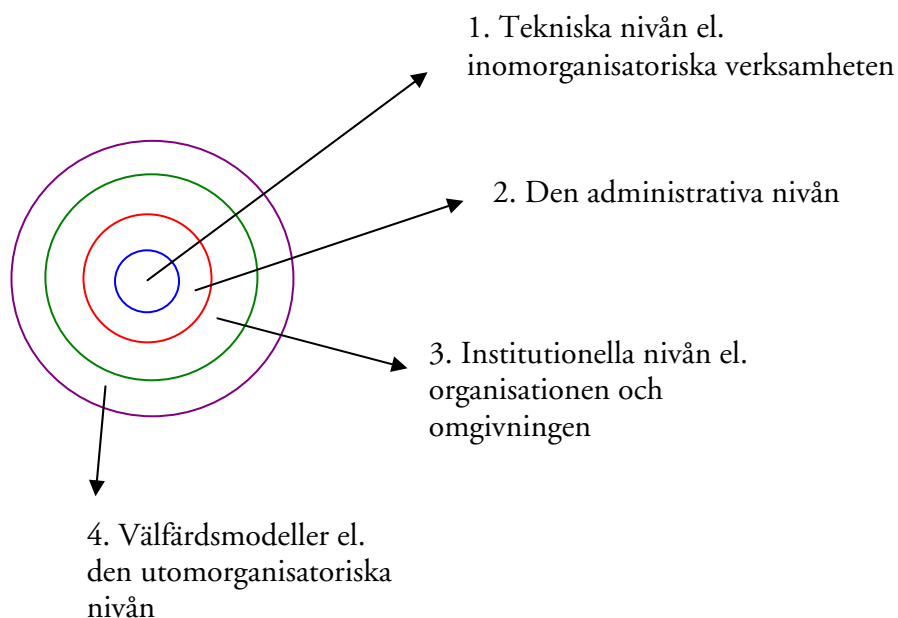 1. Tekniska nivån el.
inomorganisatoriska verksamheten
2. Den administrativa nivån
3. Institutionella nivån el.
organisationen och
omgivningen
4. Välfärdsmodeller el.
den utomorganisatoriska
nivån